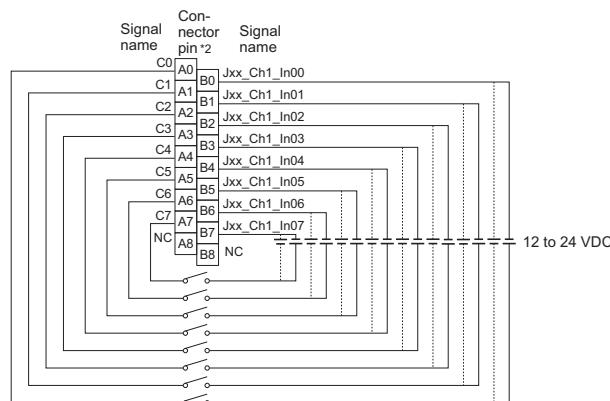 Signal
name
Con-
nector
pin *2
Signal
name
C0 A0 B0 Jxx_Ch1_In00
C1 A1 B1 Jxx_Ch1_In01
C2 A2 B2 Jxx_Ch1_In02
C3 A3 B3 Jxx_Ch1_In03
C4 A4 B4 Jxx_Ch1_In04
C5 A5 B5 Jxx_Ch1_In05
C6 A6 B6 Jxx_Ch1_In06
C7 A7 B7 Jxx_Ch1_In07
NC A8 B8 NC
12 to 24 VDC